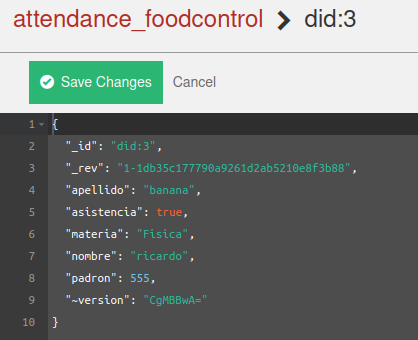 attendance_foodcontrol > did:3
Save Changes Cancel
1 {
2 "_id": "did:3",
3 "_rev": "1-1db35c177790a9261d2ab5210e8f3b88",
4 "apellido": "banana",
5 "asistencia": true,
6 "materia": "Fisica",
7 "nombre": "ricardo",
8 "padron": 555,
9 "~version": "CgMBBwA="
10 }